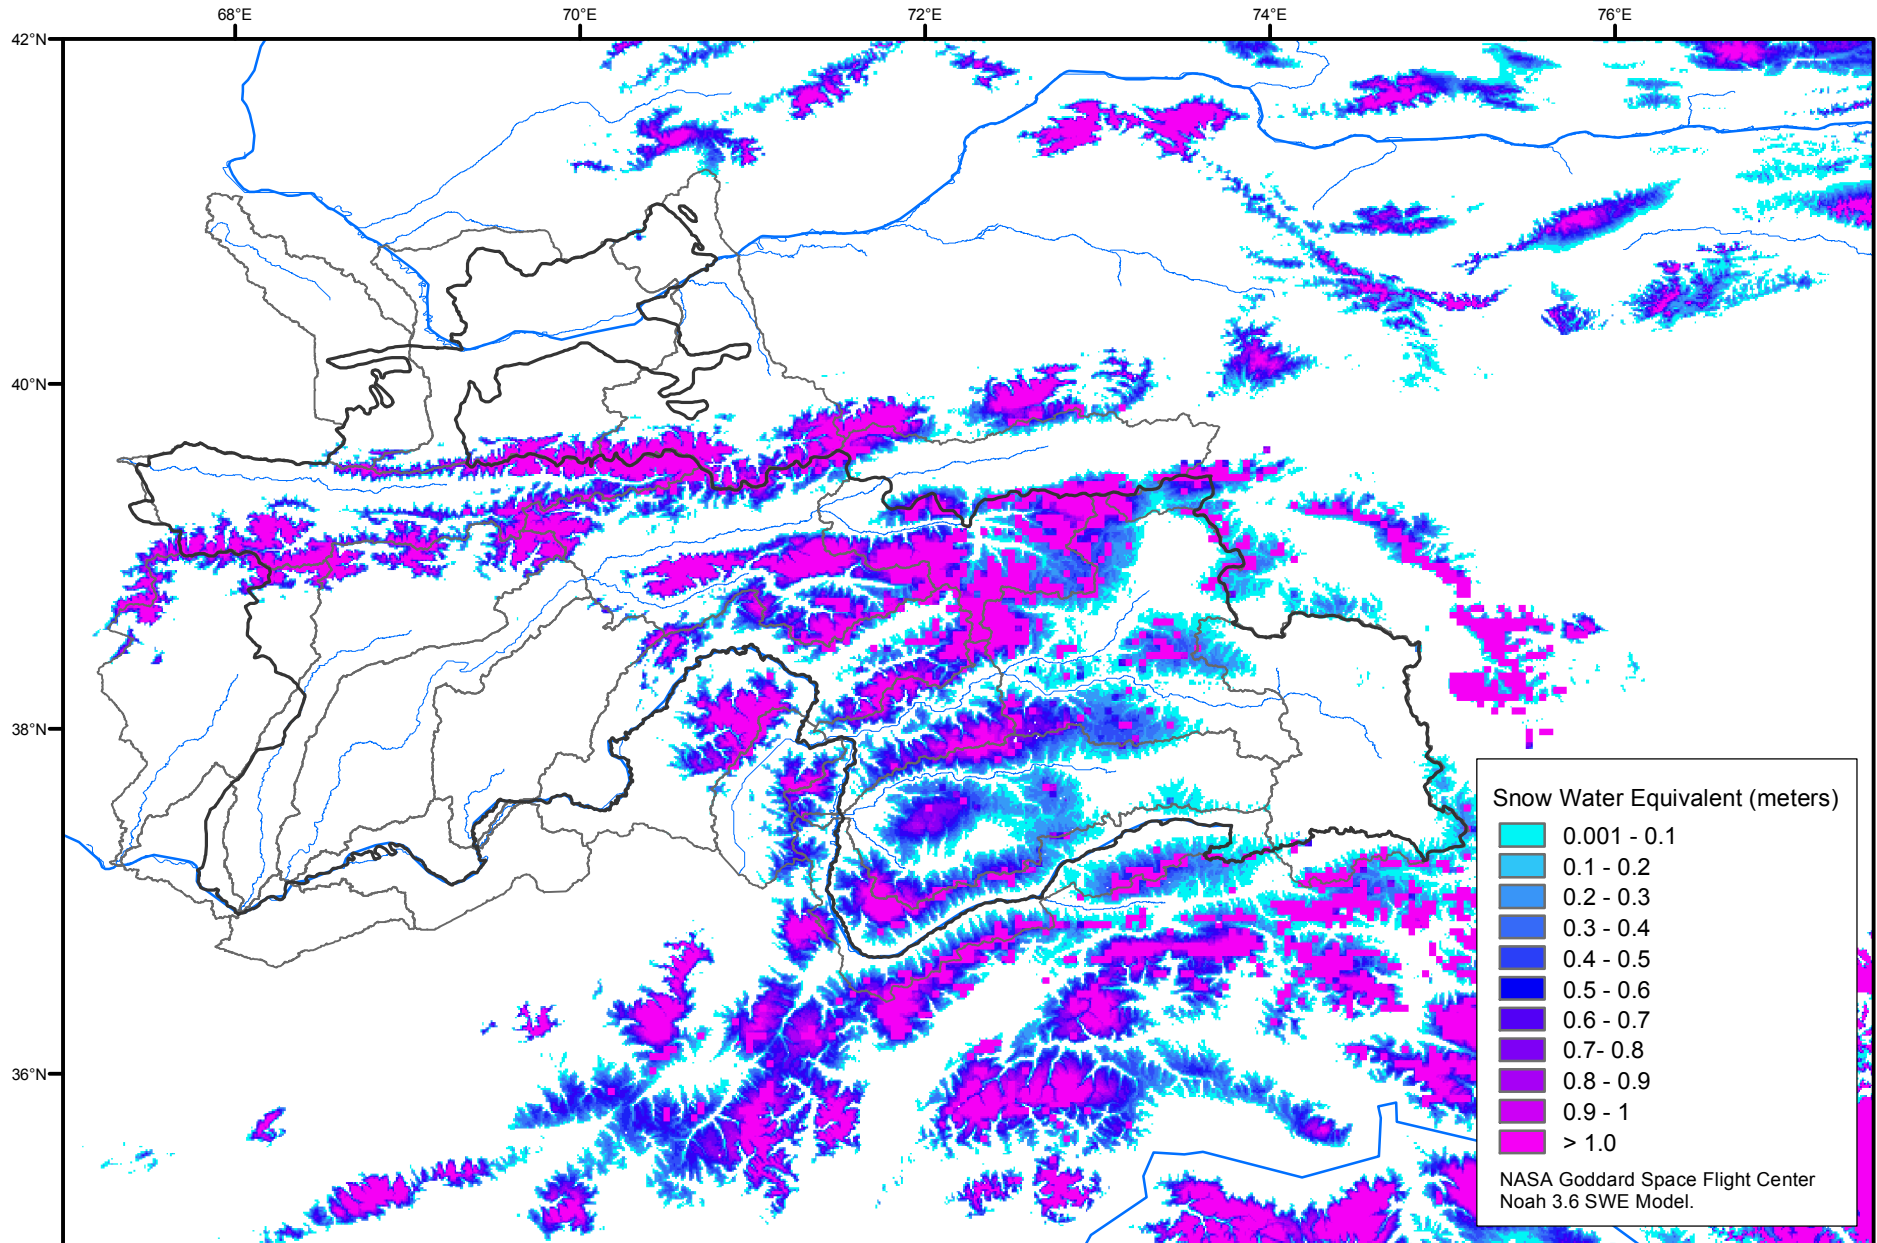 68°E 70°E 72°E 74°E 76°E
42°N
40°N
38°N
36°N
Snow Water Equivalent (meters)
0.001 - 0.1
0.1 - 0.2
0.2 - 0.3
0.3 - 0.4
0.4 - 0.5
0.5 - 0.6
0.6 - 0.7
0.7- 0.8
0.8 - 0.9
0.9 - 1
> 1.0
NASA Goddard Space Flight Center
Noah 3.6 SWE Model.